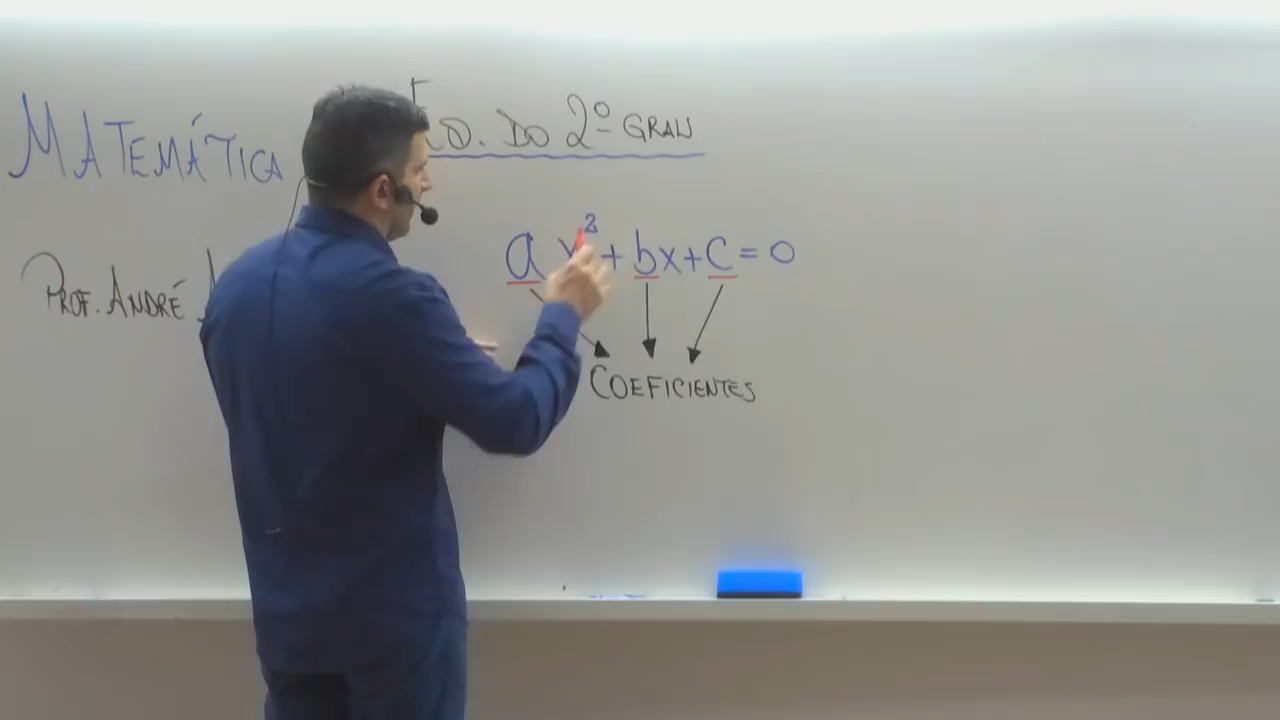 MATEMÁTICA
EQ. DO 2º GRAU
PROF. ANDRÉ
ax²+bx+c=0
COEFICIENTES